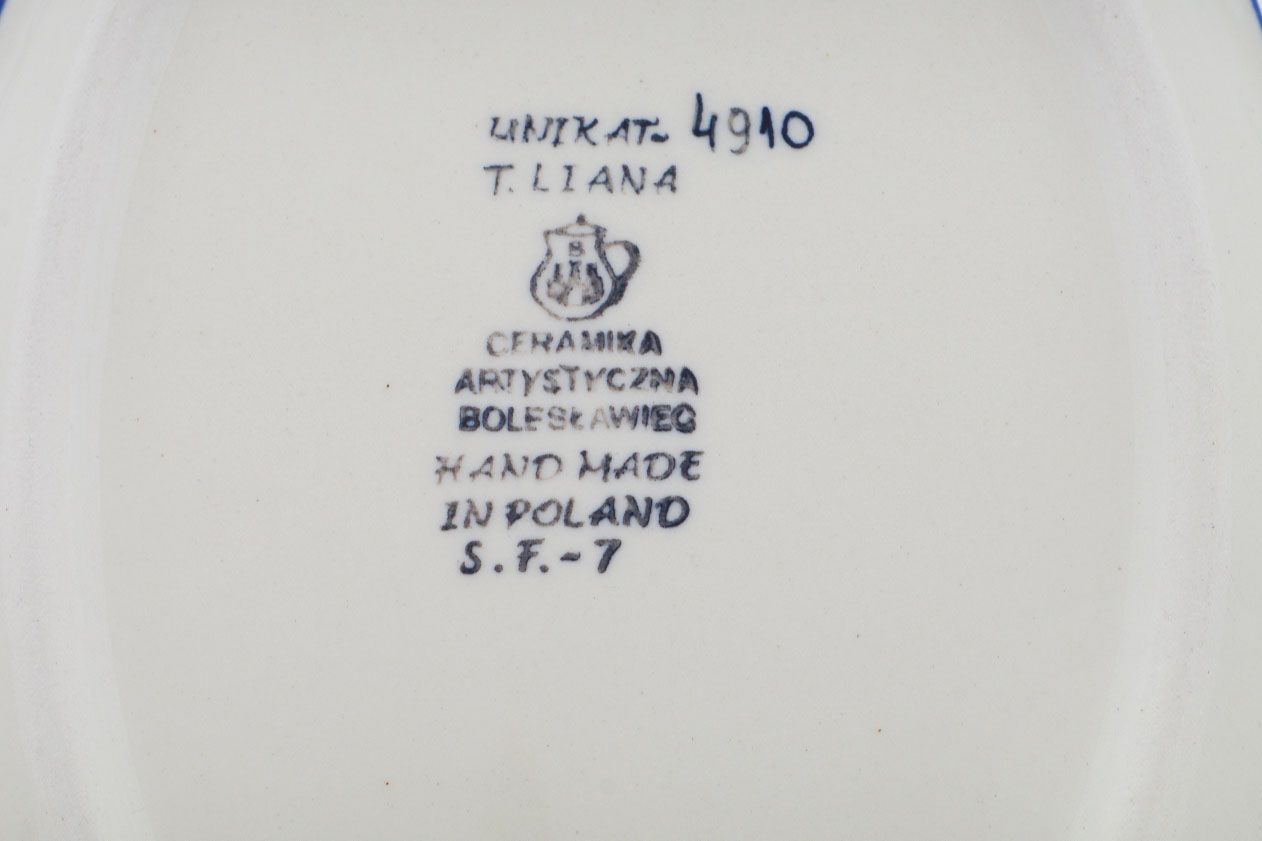 UNIKAT- 4910
T. LIANA
B
CERAMIKA
ARTYSTYCZNA
BOLESŁAWIEC
HAND MADE
IN POLAND
S.F.-7